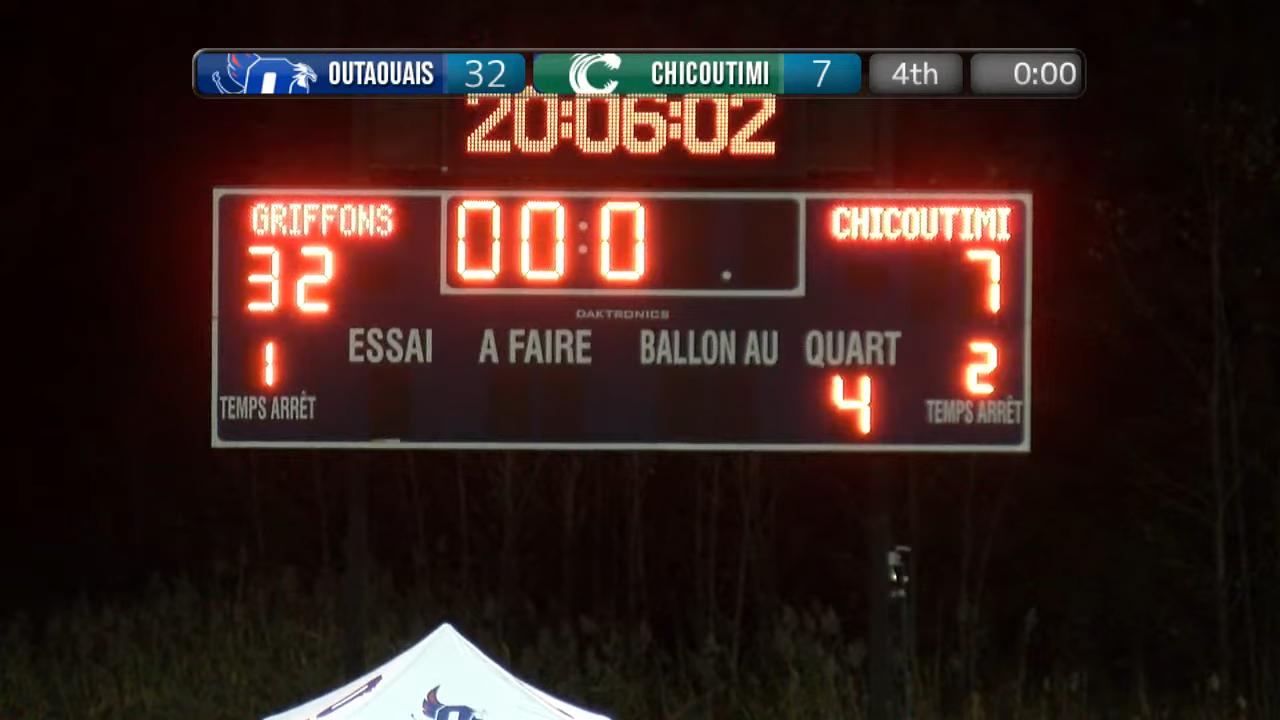 OUTAOUAIS 32 CHICOUTIMI 7 4th 0:00
20:06:02
GRIFFONS 00:0 CHICOUTIMI
32 7
DAKTRONICS
1 ESSAI A FAIRE BALLON AU QUART 2
TEMPS ARRÊT 4 TEMPS ARRÊT